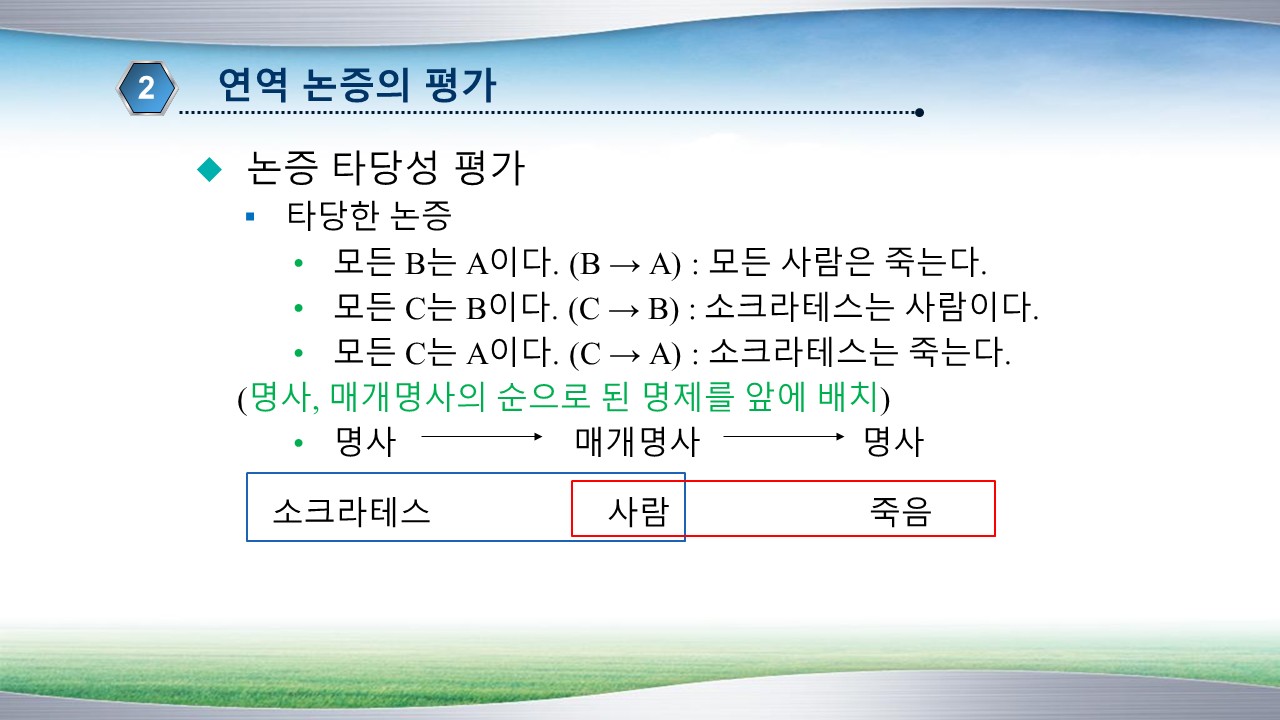 2 연역 논증의 평가
논증 타당성 평가
타당한 논증
모든 B는 A이다. (B → A) : 모든 사람은 죽는다.
모든 C는 B이다. (C → B) : 소크라테스는 사람이다.
모든 C는 A이다. (C → A) : 소크라테스는 죽는다.
(명사, 매개명사의 순으로 된 명제를 앞에 배치)
명사 매개명사 명사
소크라테스 사람 죽음